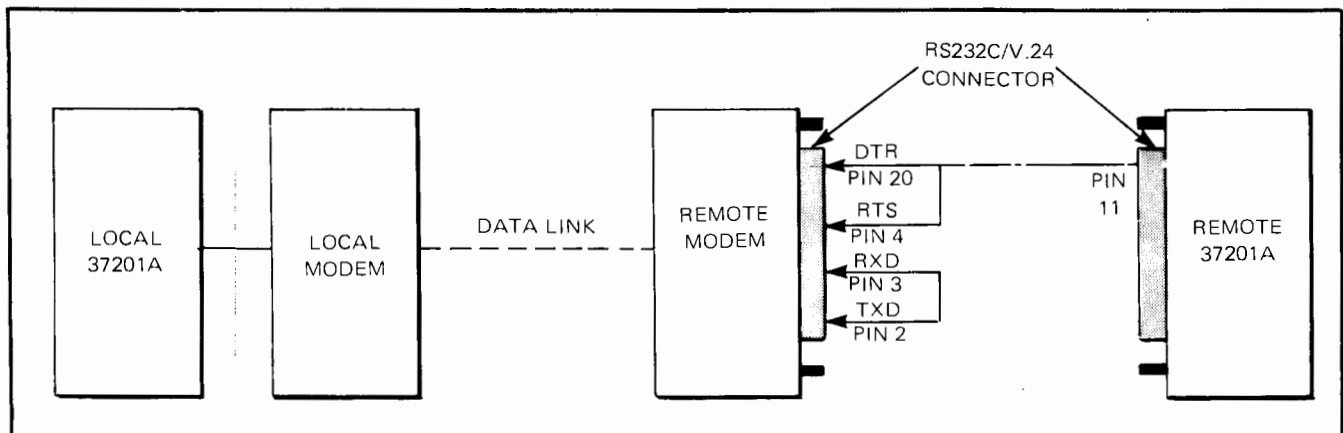 RS232C/V.24
CONNECTOR
LOCAL
37201A
LOCAL
MODEM
DATA LINK
REMOTE
MODEM
DTR
PIN 20
RTS
PIN 4
RXD
PIN 3
TXD
PIN 2
PIN
11
REMOTE
37201A